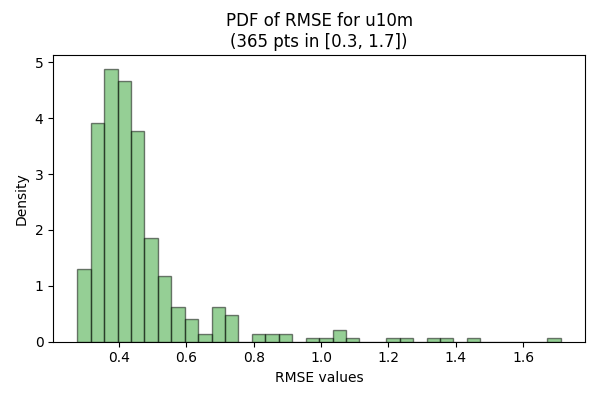 PDF of RMSE for u10m
(365 pts in [0.3, 1.7])
5
4
3
2
1
0
Density
0.4 0.6 0.8 1.0 1.2 1.4 1.6
RMSE values